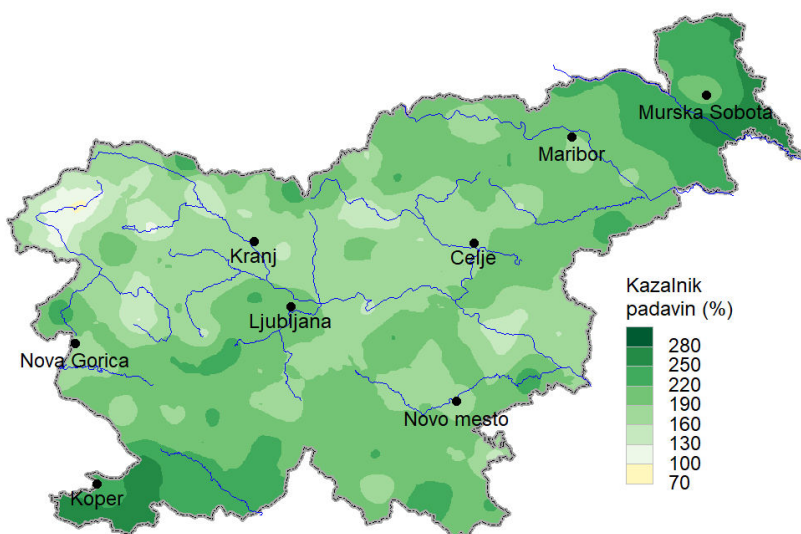 Murska Sobota
Maribor
Kranj
Celje
Ljubljana
Nova Gorica
Novo mesto
Koper
Kazalnik
padavin (%)
280
250
220
190
160
130
100
70